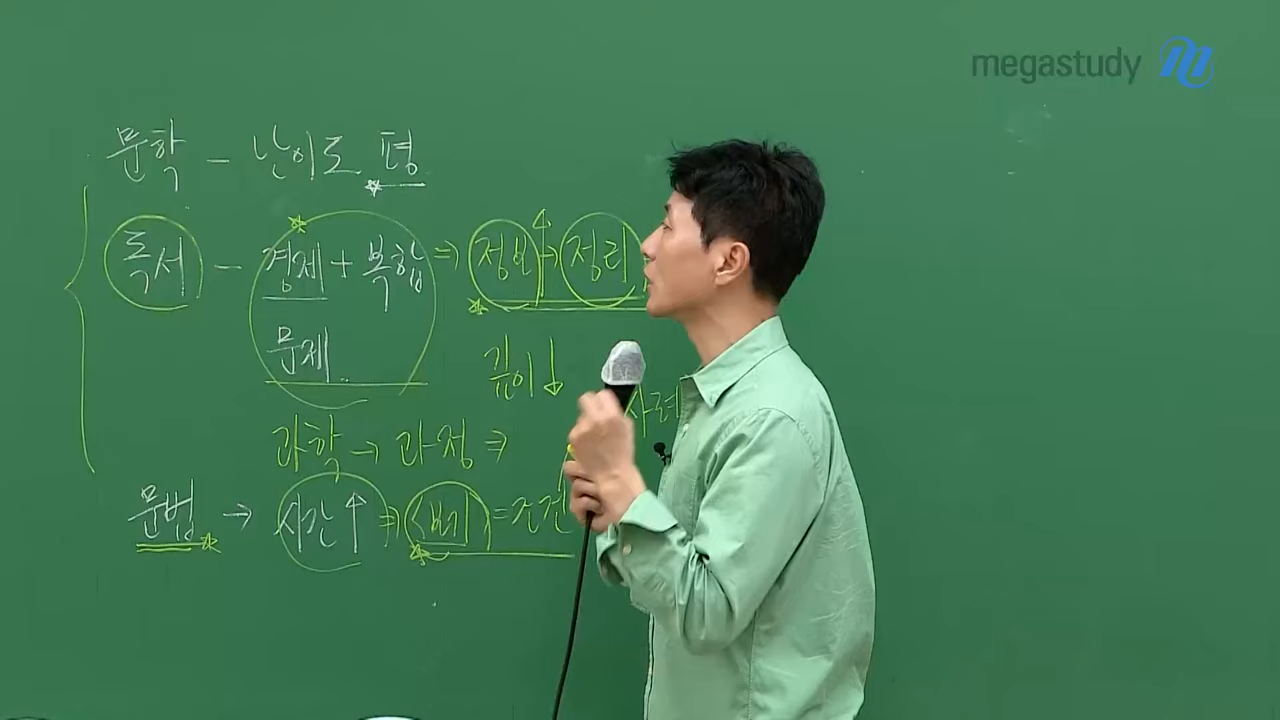 megastudy
문학 - 난이도 평
독서 - 경제 + 복합 ⇒ 정보↑ → 정리
문제 깊이↓
사례
과학 → 과정 ⇒
문법 → 시간↑ ⇒ <보기> = 조건